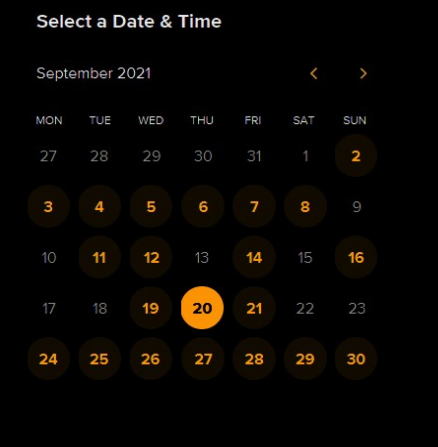 Select a Date & Time
September 2021
MON TUE WED THU FRI SAT SUN
27 28 29 30 31 1 2
3 4 5 6 7 8 9
10 11 12 13 14 15 16
17 18 19 20 21 22 23
24 25 26 27 28 29 30